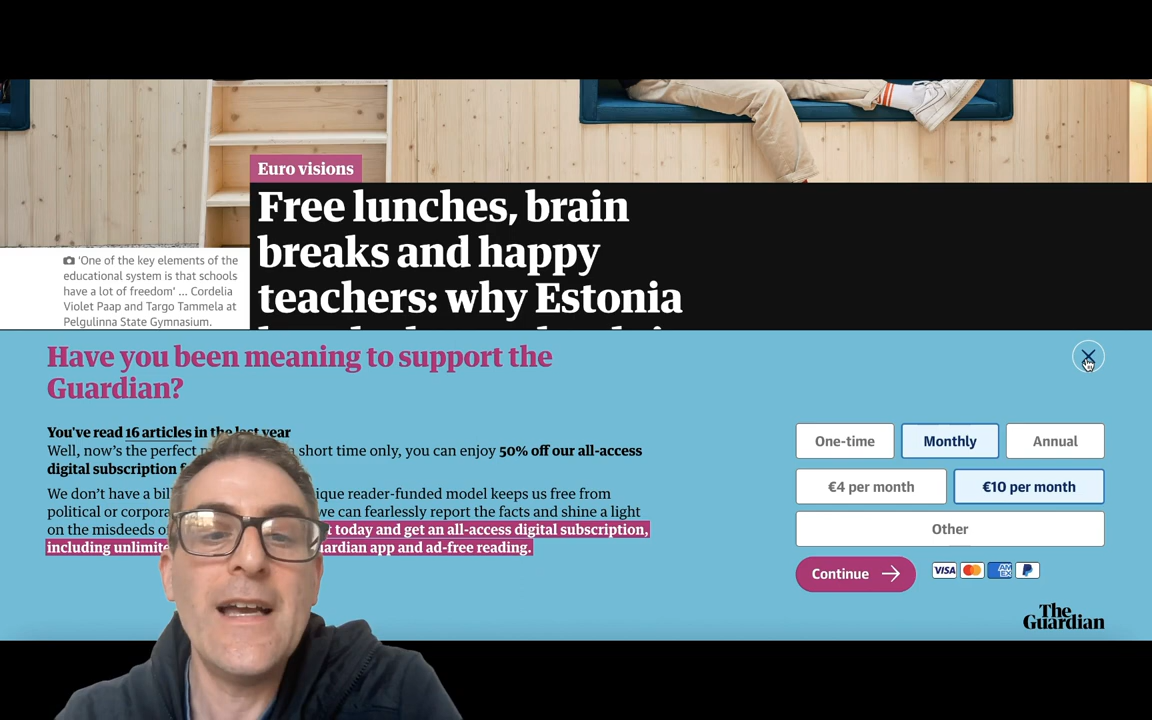 Euro visions
Free lunches, brain
breaks and happy
teachers: why Estonia
'One of the key elements of the
educational system is that schools
have a lot of freedom' ... Cordelia
Violet Paap and Targo Tammela at
Pelgulinna State Gymnasium.
Have you been meaning to support the
Guardian?
You've read 16 articles in the last year
Well, now's the perfect short time only, you can enjoy 50% off our all-access
digital subscription
We don't have a reader-funded model keeps us free from
political or we can fearlessly report the facts and shine a light
on the misdeeds today and get an all-access digital subscription,
including app and ad-free reading.
One-time
Monthly
Annual
€4 per month
€10 per month
Other
Continue
VISA
AM
EX
The
Guardian